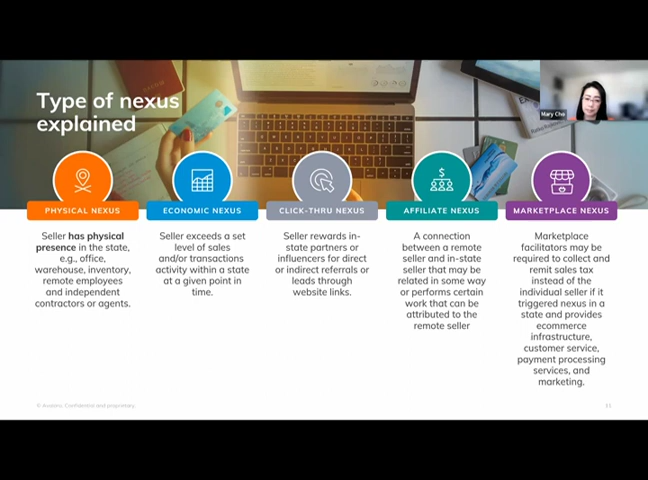 Type of nexus
explained
Mary Cho
PHYSICAL NEXUS
Seller has physical
presence in the state,
e.g., office,
warehouse, inventory,
remote employees
and independent
contractors or agents.
ECONOMIC NEXUS
Seller exceeds a set
level of sales
and/or transactions
activity within a state
at a given point in
time.
CLICK-THRU NEXUS
Seller rewards in-
state partners or
influencers for direct
or indirect referrals or
leads through
website links.
AFFILIATE NEXUS
A connection
between a remote
seller and in-state
seller that may be
related in some way
or performs certain
work that can be
attributed to the
remote seller
MARKETPLACE NEXUS
Marketplace
facilitators may be
required to collect and
remit sales tax
instead of the
individual seller if it
triggered nexus in a
state and provides
ecommerce
infrastructure,
customer service,
payment processing
services, and
marketing.
© Avalara. Confidential and proprietary.